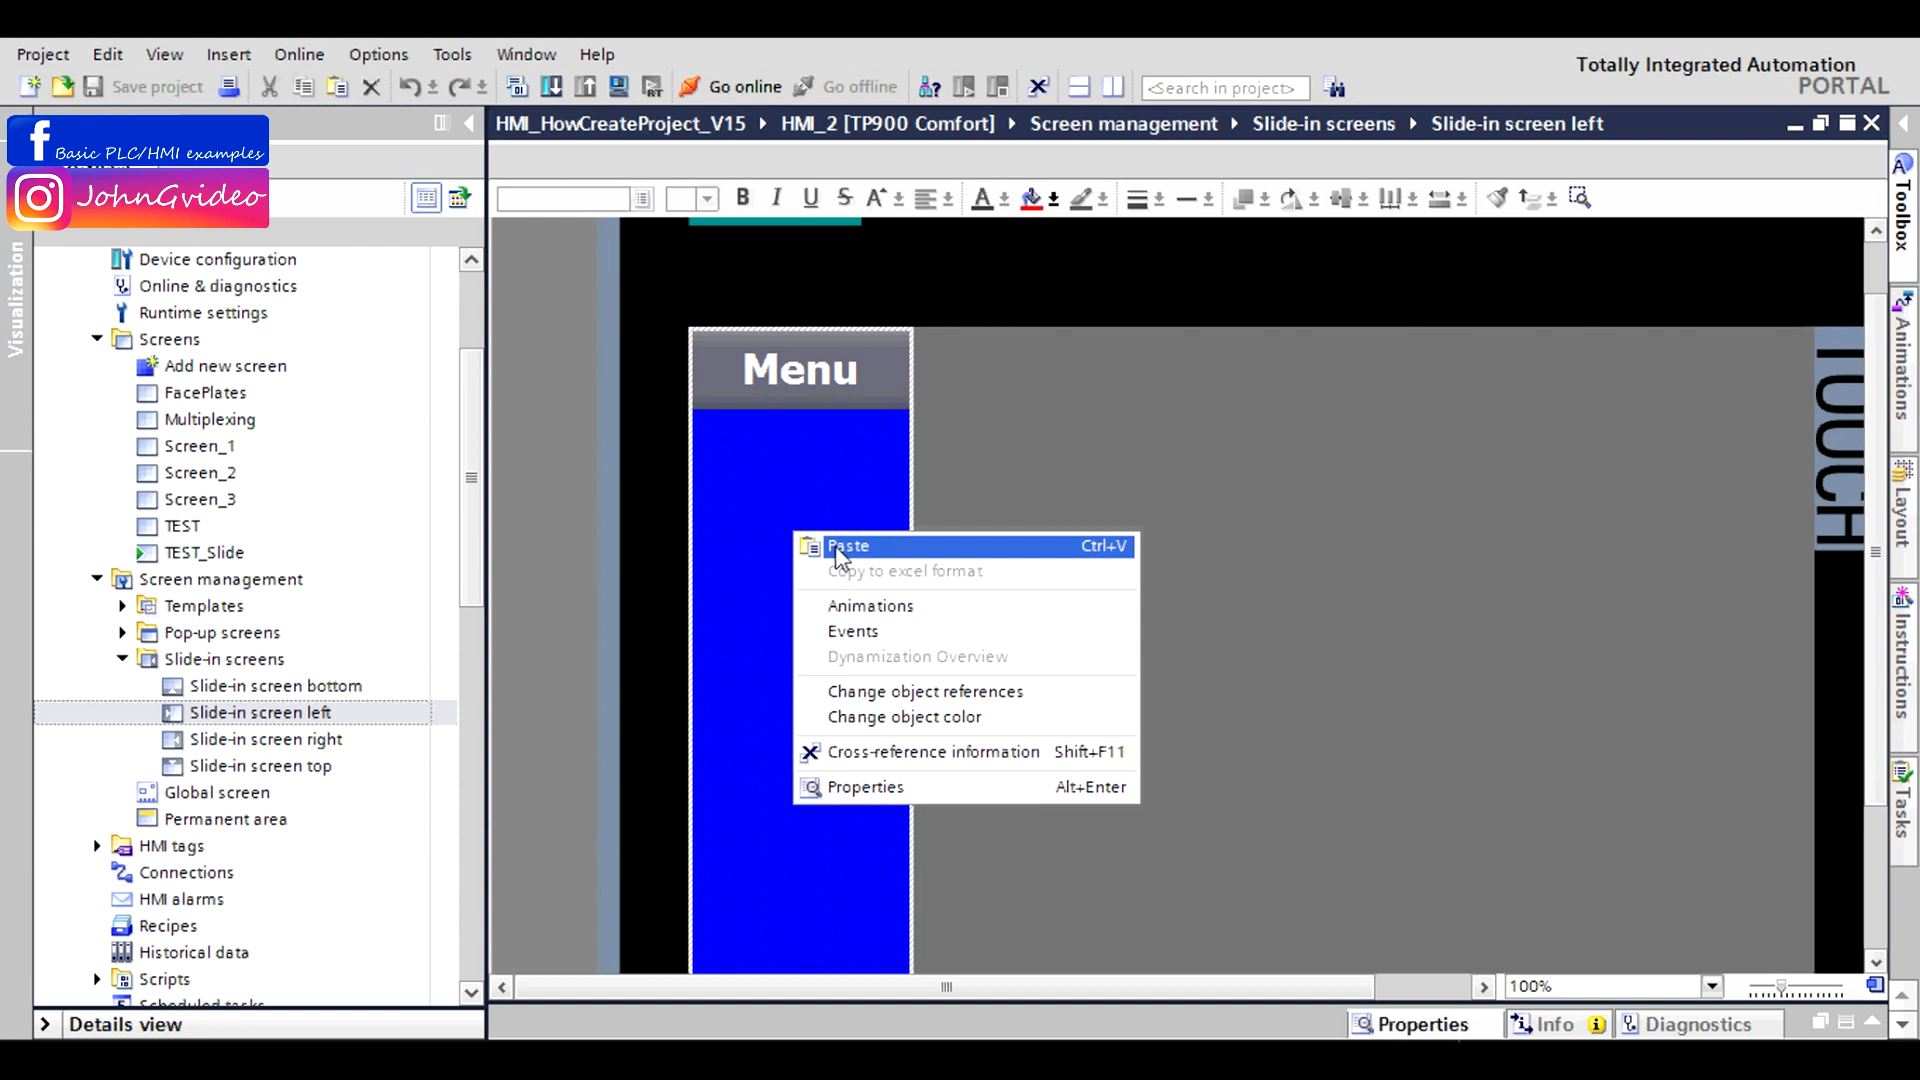 Project Edit View Insert Online Options Tools Window Help
Totally Integrated Automation
PORTAL
Save project
Go online
Go offline
<Search in project>
HMI_HowCreateProject_V15 HMI_2 [TP900 Comfort] Screen management Slide-in screens Slide-in screen left
Basic PLC/HMI examples
JohnGvideo
B I U S A A
Visualization
Device configuration
Online & diagnostics
Runtime settings
Screens
Add new screen
FacePlates
Multiplexing
Screen_1
Screen_2
Screen_3
TEST
TEST_Slide
Screen management
Templates
Pop-up screens
Slide-in screens
Slide-in screen bottom
Slide-in screen left
Slide-in screen right
Slide-in screen top
Global screen
Permanent area
HMI tags
Connections
HMI alarms
Recipes
Historical data
Scripts
Scheduled tasks
Details view
Menu
TOUCH
Paste Ctrl+V
Copy to excel format
Animations
Events
Dynamization Overview
Change object references
Change object color
Cross-reference information Shift+F11
Properties Alt+Enter
Toolbox
Animations
Layout
Instructions
Tasks
100%
Properties
Info
Diagnostics